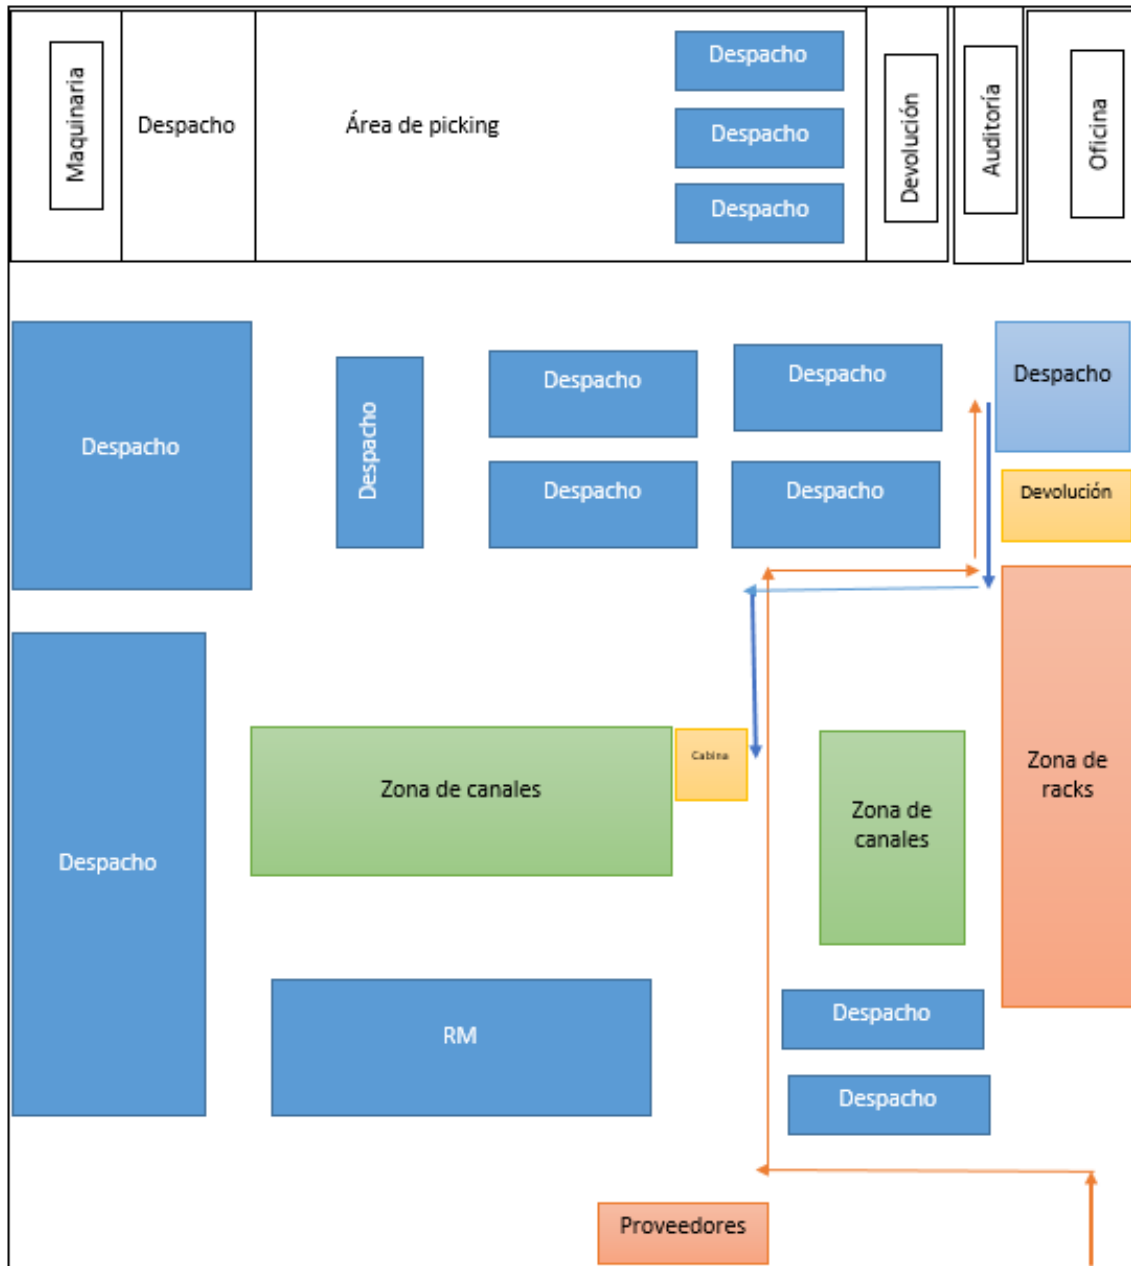 Maquinaria
Despacho
Área de picking
Despacho
Despacho
Despacho
Devolución
Auditoría
Oficina
Despacho
Despacho
Despacho
Despacho
Despacho
Despacho
Despacho
Devolución
Despacho
Zona de canales
Cabina
Zona de
canales
Zona de
racks
RM
Despacho
Despacho
Proveedores